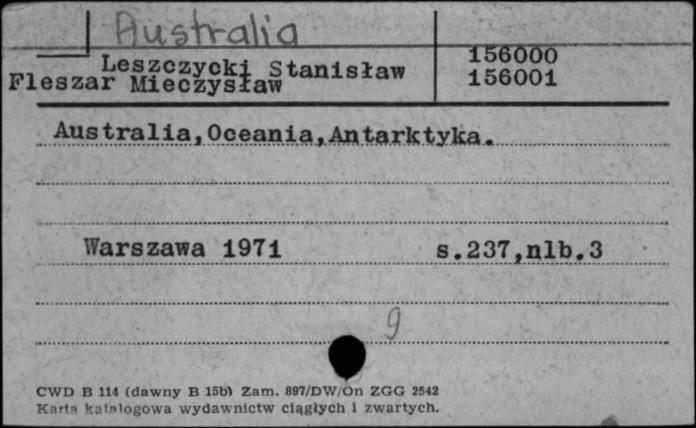 Australia
Leszczycki Stanisław 156000
Fleszar Mieczysław 156001
Australia,Oceania,Antarktyka.
Warszawa 1971 s.237,nlb.3
9
CWD B 114 (dawny B 15b) Zam. 897/DW/On ZGG 2542
Karta katalogowa wydawnictw ciągłych i zwartych.